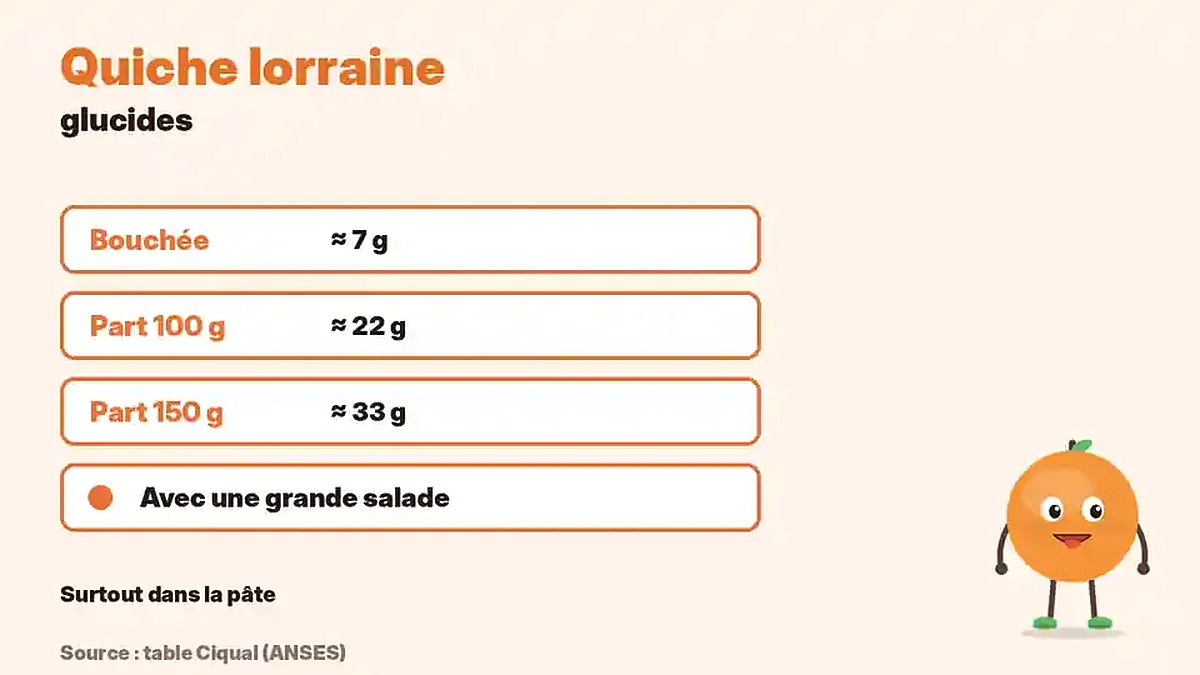 Quiche lorraine
glucides
Bouchée ≈ 7 g
Part 100 g ≈ 22 g
Part 150 g ≈ 33 g
Avec une grande salade
Surtout dans la pâte
Source : table Ciqual (ANSES)